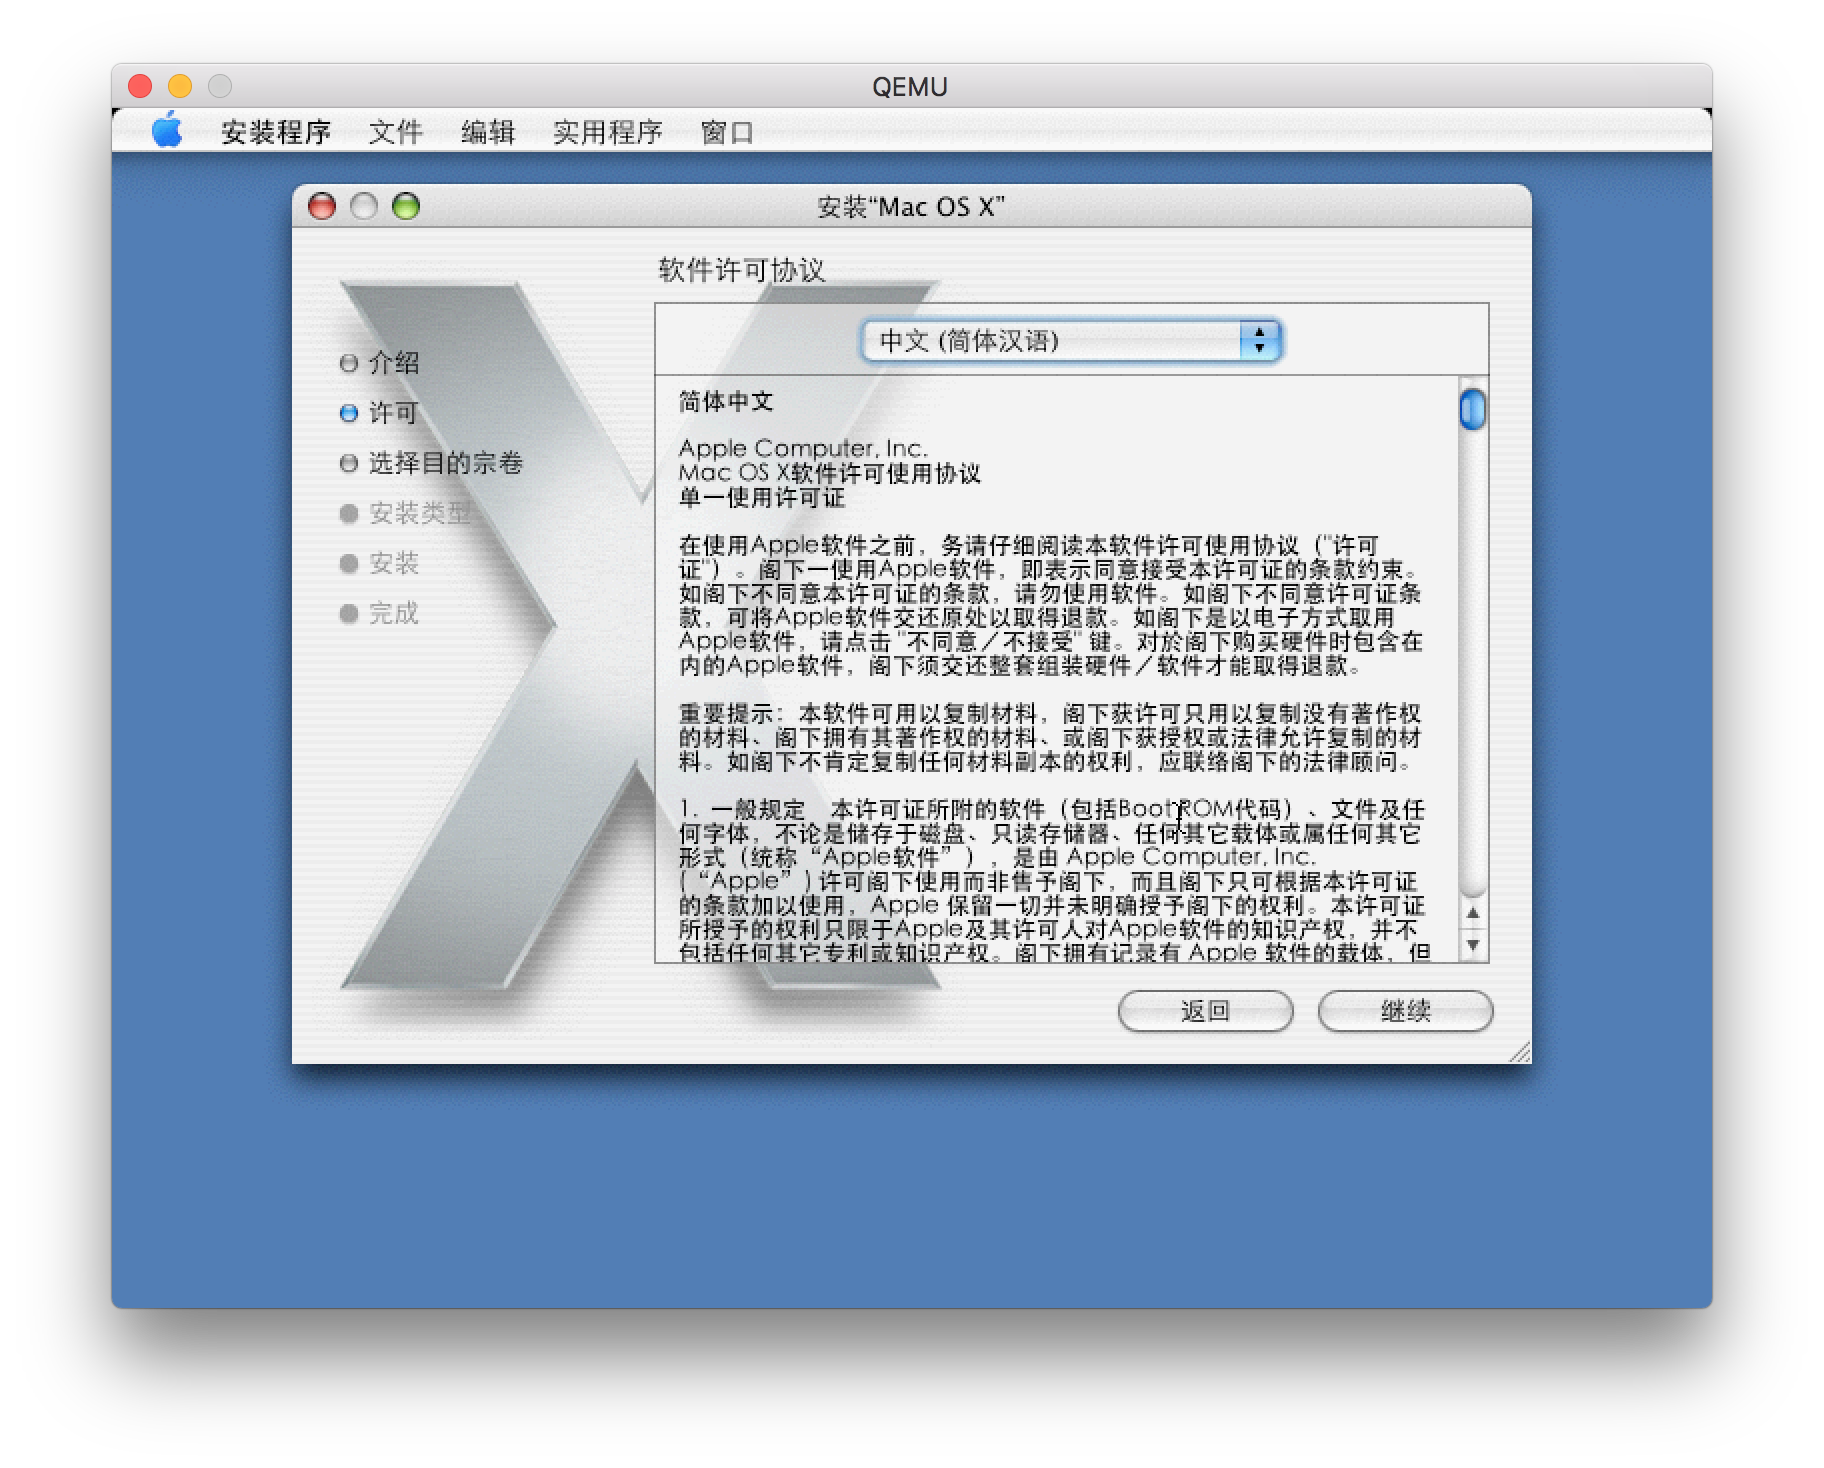 QEMU
安装程序 文件 编辑 实用程序 窗口
安装“Mac OS X”
软件许可协议
介绍
许可
选择目的宗卷
安装类型
安装
完成
中文 (简体汉语)
简体中文
Apple Computer, Inc.
Mac OS X软件许可使用协议
单一使用许可证
在使用Apple软件之前，务请仔细阅读本软件许可使用协议（"许可
证"）。阁下一使用Apple软件，即表示同意接受本许可证的条款约束。
如阁下不同意本许可证的条款，请勿使用软件。如阁下不同意许可证条
款，可将Apple软件交还原处以取得退款。如阁下是以电子方式取用
Apple软件，请点击 "不同意／不接受" 键。对於阁下购买硬件时包含在
内的Apple软件，阁下须交还整套组装硬件／软件才能取得退款。
重要提示：本软件可用以复制材料，阁下获许可只用以复制没有著作权
的材料、阁下拥有其著作权的材料、或阁下获授权或法律允许复制的材
料。如阁下不肯定复制任何材料副本的权利，应联络阁下的法律顾问。
1. 一般规定 本许可证所附的软件（包括Boot ROM代码）、文件及任
何字体，不论是储存于磁盘、只读存储器、任何其它载体或属任何其它
形式（统称“Apple软件”），是由 Apple Computer, Inc.
(“Apple”) 许可阁下使用而非售予阁下，而且阁下只可根据本许可证
的条款加以使用，Apple 保留一切并未明确授予阁下的权利。本许可证
所授予的权利只限于Apple及其许可人对Apple软件的知识产权，并不
包括任何其它专利或知识产权。阁下拥有记录有 Apple 软件的载体，但
返回 继续